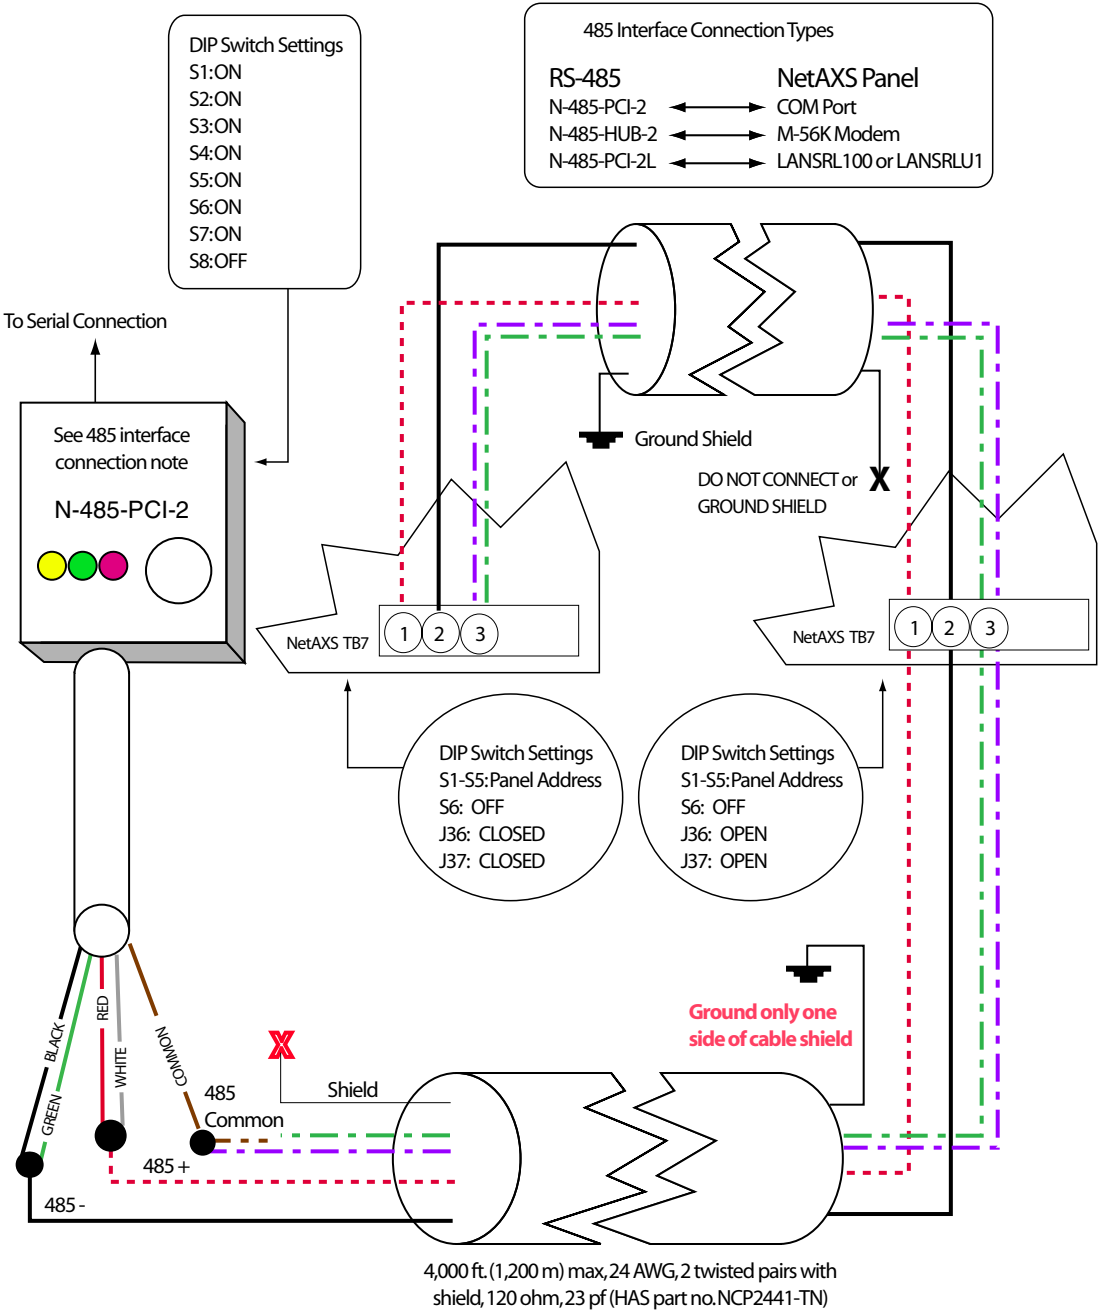 DIP Switch Settings
S1:ON
S2:ON
S3:ON
S4:ON
S5:ON
S6:ON
S7:ON
S8:OFF
485 Interface Connection Types
RS-485 NetAXS Panel
N-485-PCI-2 COM Port
N-485-HUB-2 M-56K Modem
N-485-PCI-2L LANSRL100 or LANSRLU1
To Serial Connection
See 485 interface
connection note
N-485-PCI-2
Ground Shield
DO NOT CONNECT or X
GROUND SHIELD
NetAXS TB7
1 2 3
NetAXS TB7
1 2 3
DIP Switch Settings
S1-S5:Panel Address
S6: OFF
J36: CLOSED
J37: CLOSED
DIP Switch Settings
S1-S5:Panel Address
S6: OFF
J36: OPEN
J37: OPEN
BLACK
GREEN
RED
WHITE
COMMON
Ground only one
side of cable shield
X
Shield
485
Common
485 +
485 -
4,000 ft. (1,200 m) max, 24 AWG, 2 twisted pairs with
shield, 120 ohm, 23 pf (HAS part no. NCP2441-TN)